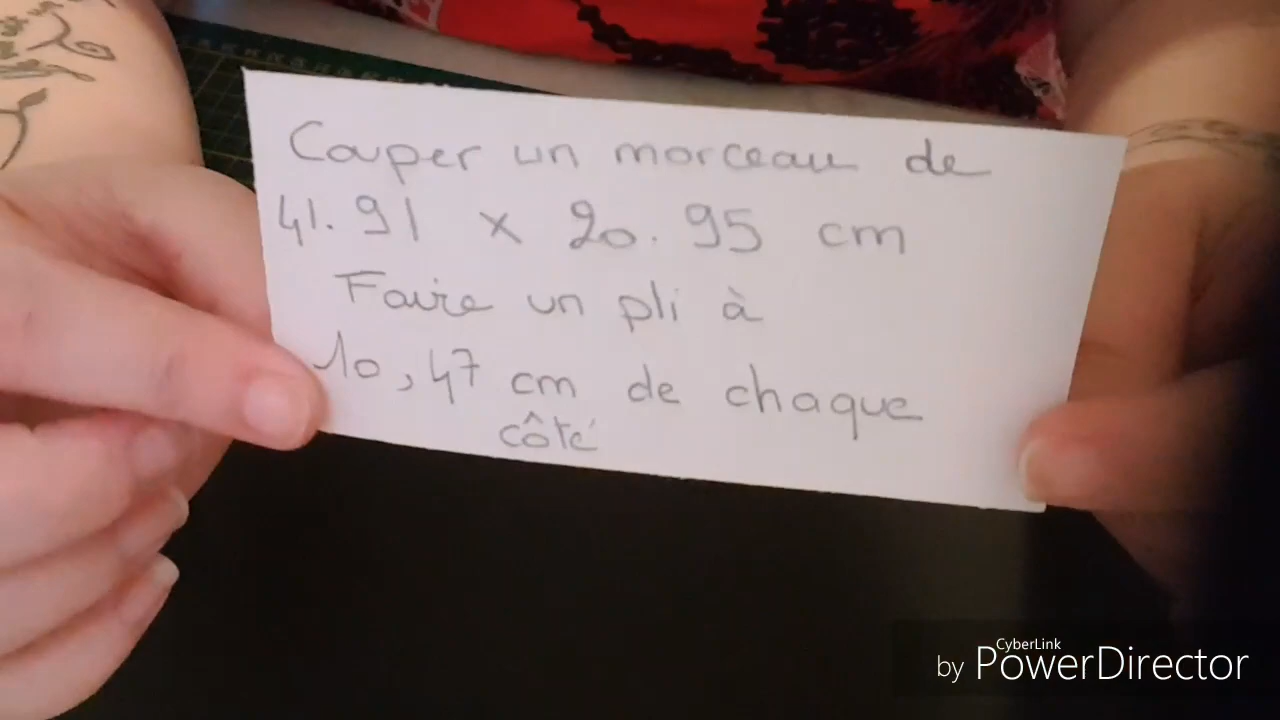 Couper un morceau de
41.91 x 20.95 cm
Faire un pli à
10,47 cm de chaque
côté
CyberLink
by PowerDirector